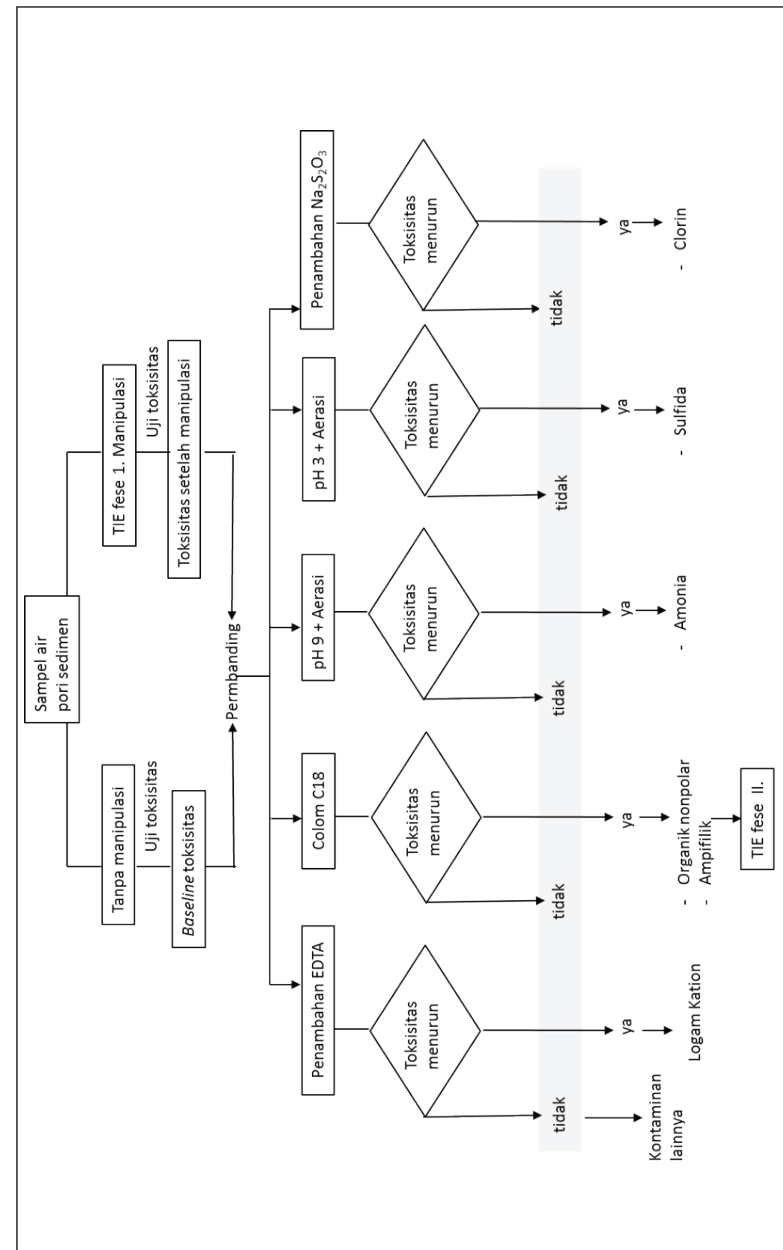 Sampel air
pori sedimen
Tanpa manipulasi
TIE fese 1. Manipulasi
Uji toksisitas
Uji toksisitas
Baseline toksisitas
Toksisitas setelah manipulasi
Permbanding
Penambahan EDTA
Colom C18
pH 9 + Aerasi
pH 3 + Aerasi
Penambahan Na₂S₂O₃
Toksisitas
menurun
Toksisitas
menurun
Toksisitas
menurun
Toksisitas
menurun
Toksisitas
menurun
tidak
tidak
tidak
tidak
tidak
ya
ya
ya
ya
ya
Kontaminan
lainnya
Logam Kation
- Organik nonpolar
- Ampifilik
- Amonia
- Sulfida
- Clorin
TIE fese II.